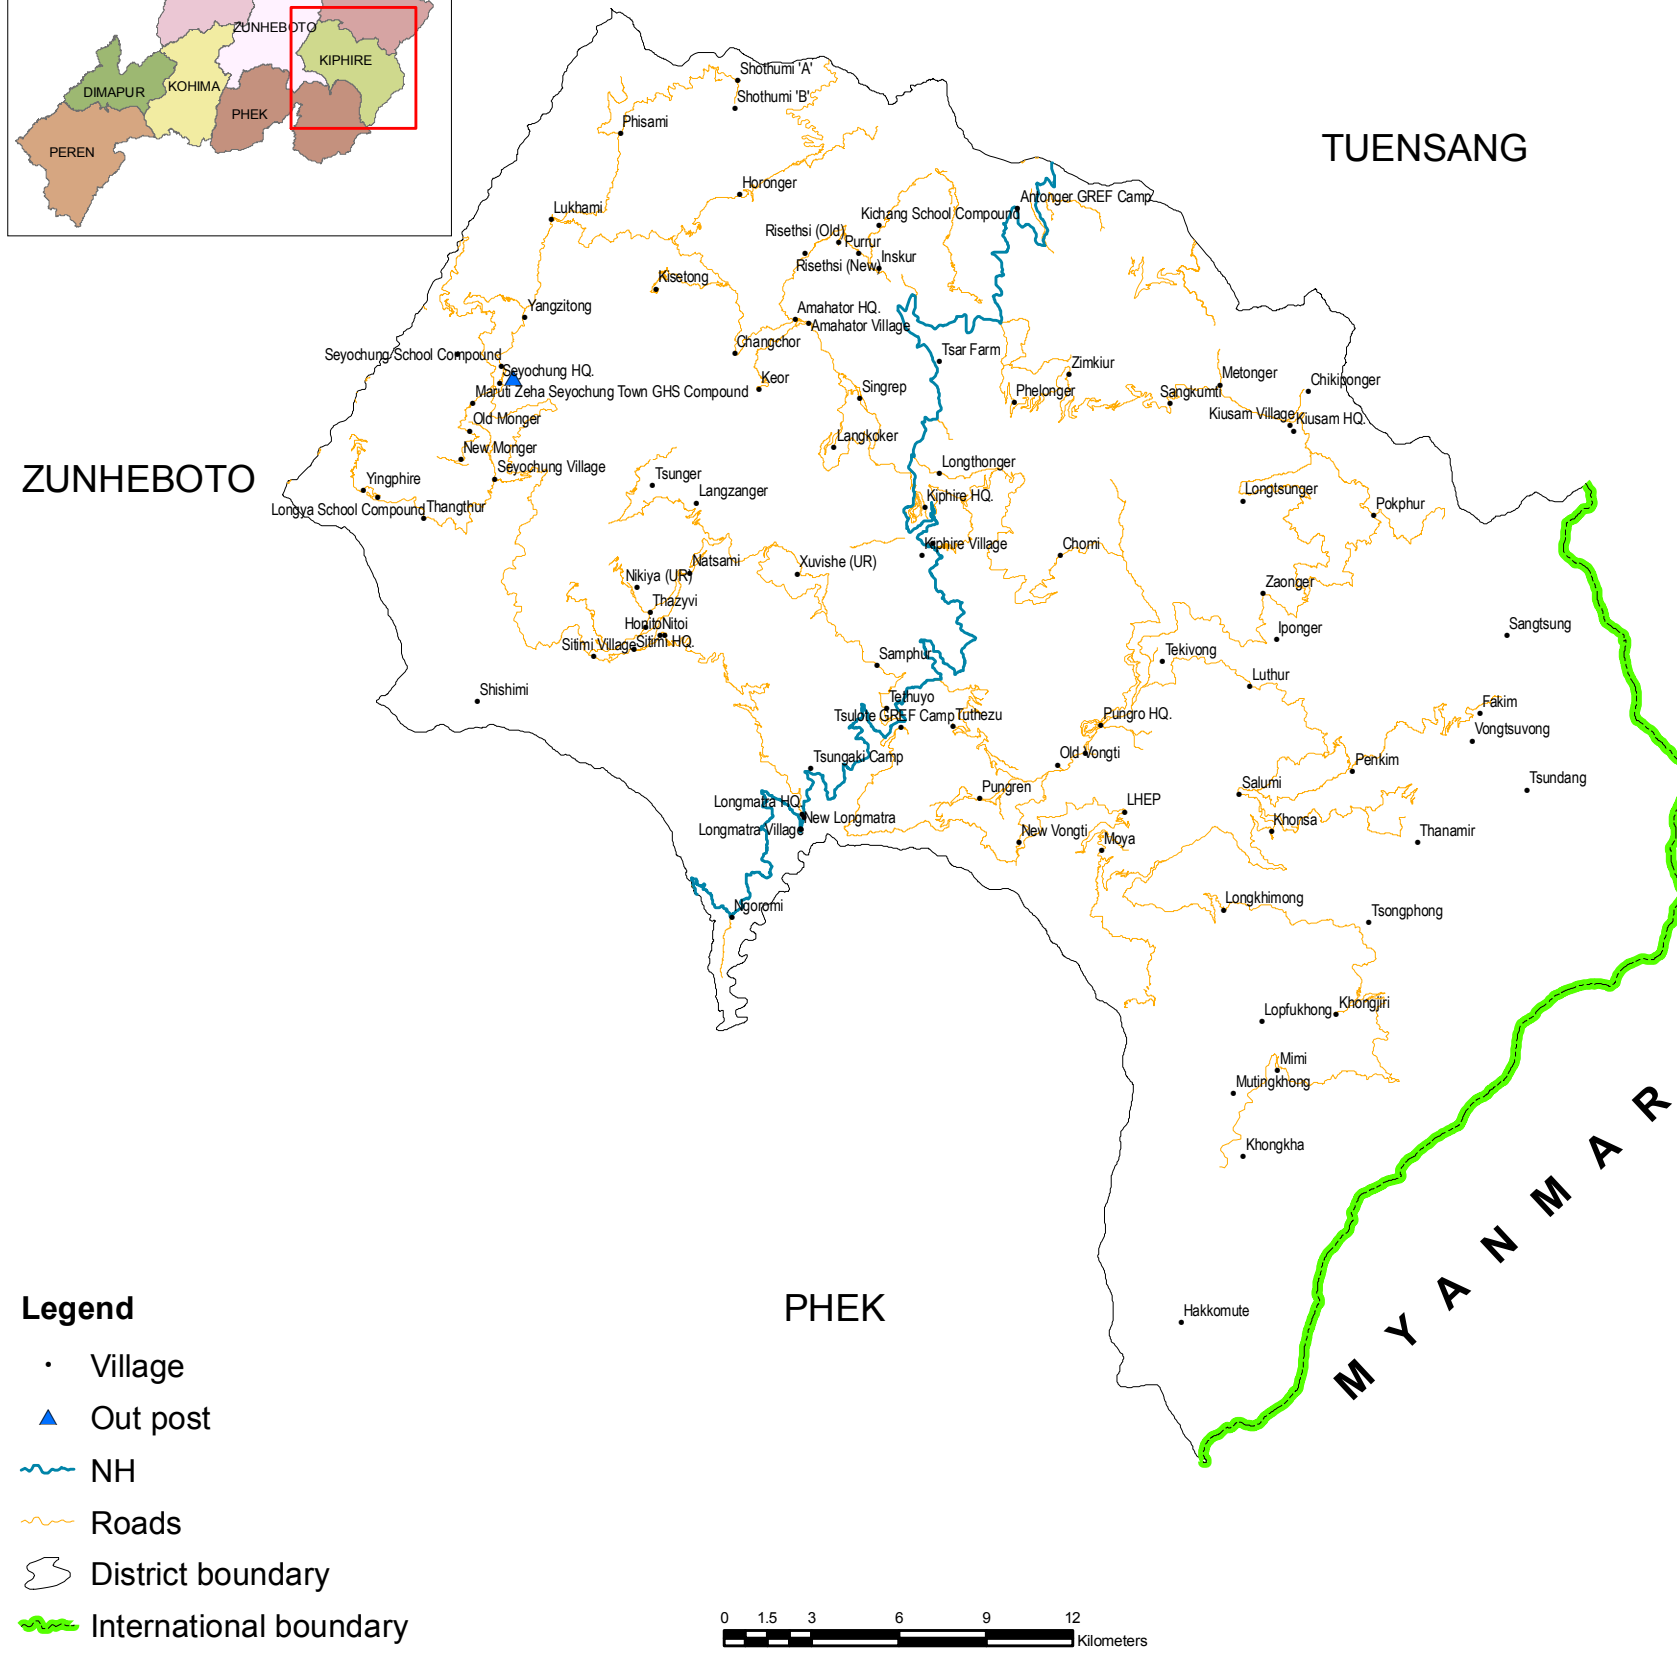 ZUNHEBOTO
KIPHIRE
DIMAPUR
KOHIMA
PHEK
PEREN
TUENSANG
ZUNHEBOTO
PHEK
MYANMAR
Shothumi 'A'
Shothumi 'B'
Phisami
Horonger
Lukhami
Antonger GREF Camp
Kichang School Compound
Risethsi (Old)
Purrur
Risethsi (New)
Inskur
Kisetong
Yangzitong
Amahator HQ.
Amahator Village
Changchor
Tsar Farm
Seyochung School Compound
Seyochung HQ.
Maruti Zeha Seyochung Town GHS Compound
Keor
Singrep
Zimkiur
Phelonger
Metonger
Sangkumti
Chikiponger
Kiusam Village
Kiusam HQ.
Old Monger
New Monger
Langkoker
Seyochung Village
Yingphire
Longya School Compound
Thangthur
Tsunger
Langzanger
Longthonger
Kiphire HQ.
Longtsunger
Pokphur
Kiphire Village
Chomi
Natsami
Xuvishe (UR)
Nikiya (UR)
Zaonger
Thazyvi
Honito
Nitoi
Sitimi Village
Sitimi HQ.
Iponger
Sangtsung
Samphur
Tekivong
Luthur
Shishimi
Tethuyo
Tsulote GREF Camp
Tuthezu
Pungro HQ.
Fakim
Vongtsuvong
Tsungaki Camp
Old Vongti
Penkim
Salumi
Tsundang
Pungren
LHEP
Longmatra HQ.
New Longmatra
Longmatra Village
New Vongti
Moya
Khonsa
Thanamir
Ngoromi
Longkhimong
Tsongphong
Lopfukhong
Khongjiri
Mimi
Mutingkhong
Khongkha
Hakkomute
Legend
Village
Out post
NH
Roads
District boundary
International boundary
0 1.5 3 6 9 12
Kilometers